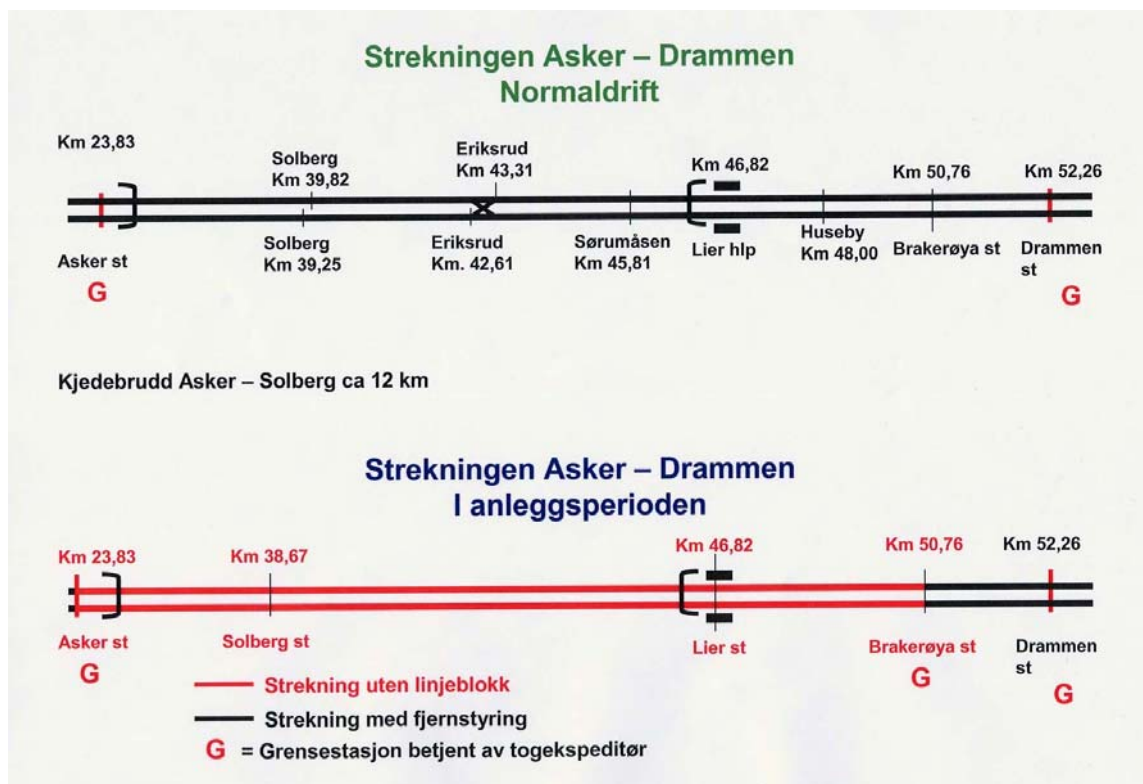 Strekningen Asker – Drammen
Normaldrift
Km 23,83
Solberg
Km 39,82
Eriksrud
Km 43,31
Km 46,82
Km 50,76
Km 52,26
Asker st
G
Solberg
Km 39,25
Eriksrud
Km. 42,61
Sørumåsen
Km 45,81
Lier hlp
Huseby
Km 48,00
Brakerøya st
Drammen
st
G
Kjedebrudd Asker – Solberg ca 12 km
Strekningen Asker – Drammen
I anleggsperioden
Km 23,83
Km 38,67
Km 46,82
Km 50,76
Km 52,26
Asker st
G
Solberg st
Lier st
Brakerøya st
G
Drammen
st
G
Strekning uten linjeblokk
Strekning med fjernstyring
G = Grensestasjon betjent av togekspeditør